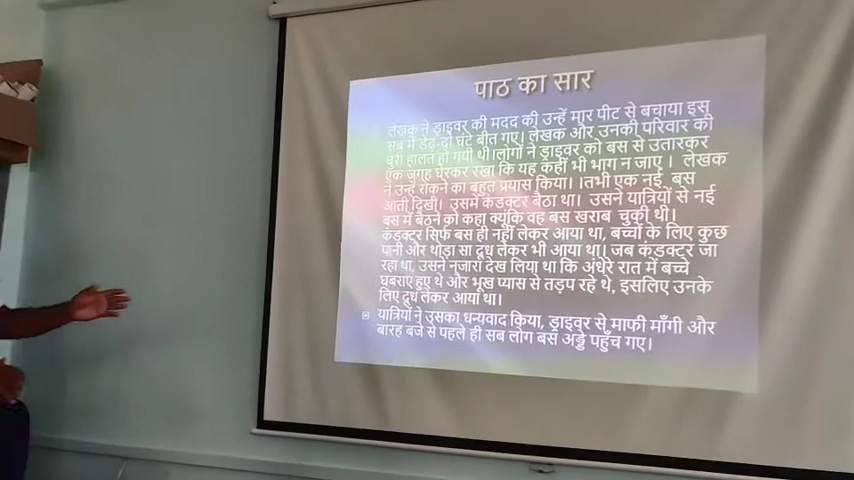 पाठ का सार
लेखक ने ड्राइवर की मदद की उन्हें मार पीट से बचाया इस
सब में डेढ़-दो घंटे बीत गए। लेखक और उनकी परिवार की
बुरी हालत हो गयी थी।लोगों ने ड्राइवर को बस से उतारकर
एक जगह घेरकर रखा कि यह कहीं भी भाग न जाए । लेखक
ने उन्हें रोकने का बहुत प्रयास किया। ।तभी एक नई बस
आती दिखी। उसमें कंडक्टर बैठा था। उसने यात्रियों से नई
बस में बैठने को कहा क्यूंकि वह बस खराब चुकी थी।
कंडक्टर सिर्फ बस ही नहीं लेकर आया था, बच्चों के लिए कुछ
पानी और थोड़ा सा दूध लेकर भी आया था। जब कंडक्टर जा
रहा था, उसने नजारा देख लिया था कि अंधेरे रात में बच्चे
घबराए हुए थे और भूख प्यास से तड़प रहे थे, इसलिए उनके
लिए दूध लेकर आया था.
यात्रियों ने उसका धन्यवाद किया, ड्राइवर से माफी माँगी और
बारह बजे से पहले ही सब लोग बस अड्डे पहुँच गए।